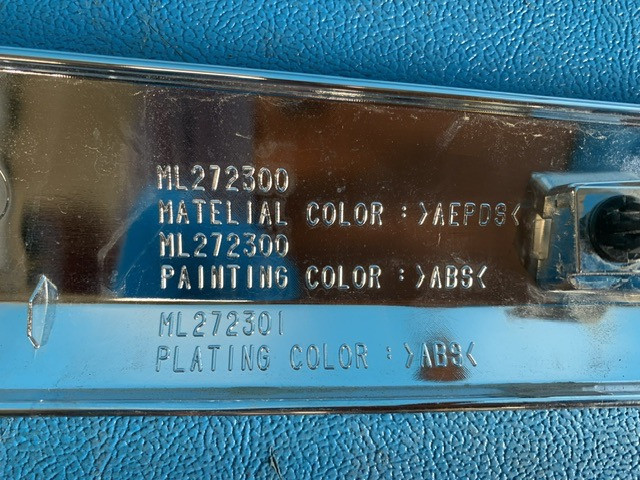 ML272300
MATELIAL COLOR : >AEPDS<
ML272300
PAINTING COLOR : >ABS<
ML272301
PLATING COLOR : >ABS<